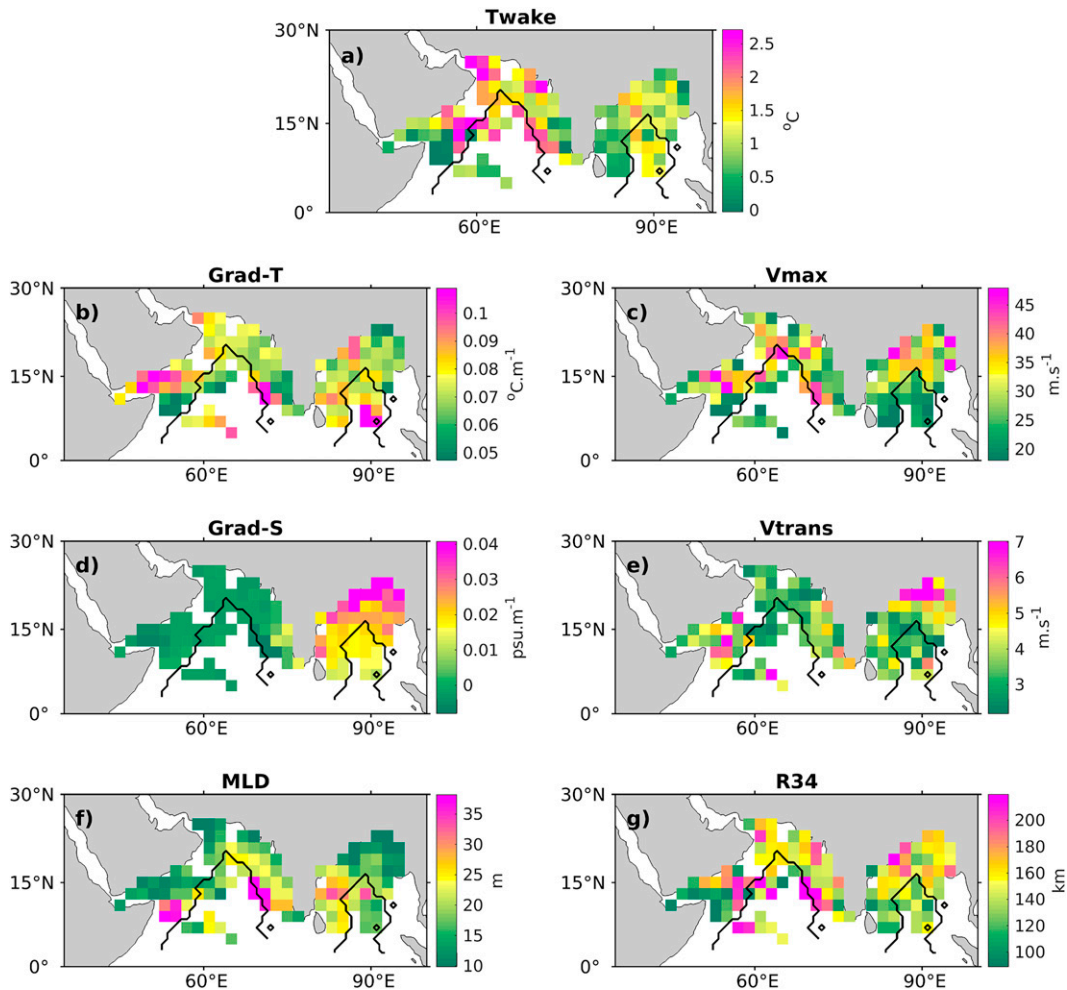 Twake
a)
30°N
15°N
0°
60°E
90°E
2.5
2
1.5
1
0.5
0
°C
Grad-T
b)
30°N
15°N
0°
60°E
90°E
0.1
0.09
0.08
0.07
0.06
0.05
°C.m-1
Vmax
c)
30°N
15°N
0°
60°E
90°E
45
40
35
30
25
20
m.s-1
Grad-S
d)
30°N
15°N
0°
60°E
90°E
0.04
0.03
0.02
0.01
0
psu.m-1
Vtrans
e)
30°N
15°N
0°
60°E
90°E
7
6
5
4
3
m.s-1
MLD
f)
30°N
15°N
0°
60°E
90°E
35
30
25
20
15
10
m
R34
g)
30°N
15°N
0°
60°E
90°E
200
180
160
140
120
100
km